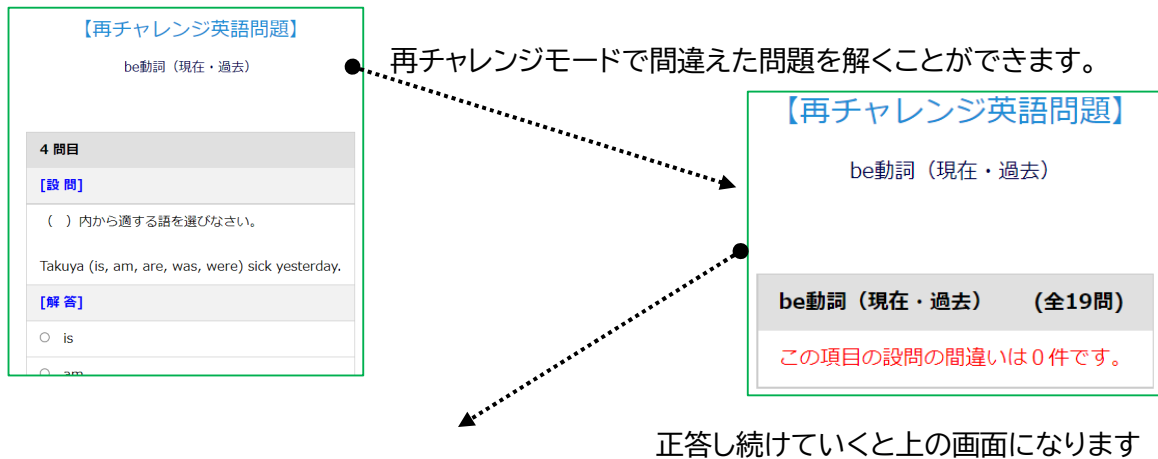 【再チャレンジ英語問題】
be動詞（現在・過去）
4 問目
[設 問]
（　）内から適する語を選びなさい。
Takuya (is, am, are, was, were) sick yesterday.
[解 答]
is
am
再チャレンジモードで間違えた問題を解くことができます。
【再チャレンジ英語問題】
be動詞（現在・過去）
be動詞（現在・過去）　　(全19問)
この項目の設問の間違いは０件です。
正答し続けていくと上の画面になります